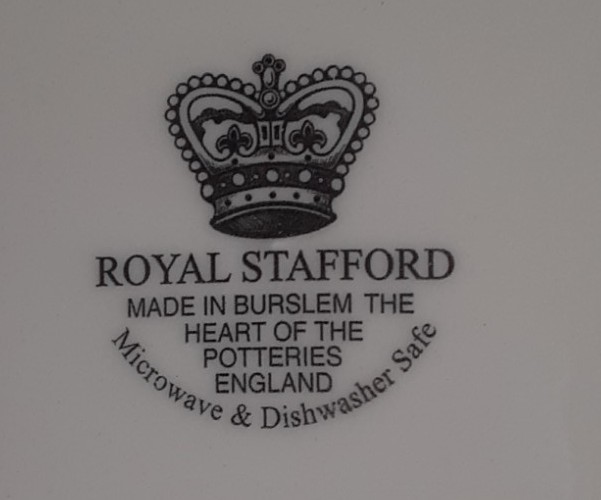 ROYAL STAFFORD
MADE IN BURSLEM THE
HEART OF THE
POTTERIES
ENGLAND
Microwave & Dishwasher Safe